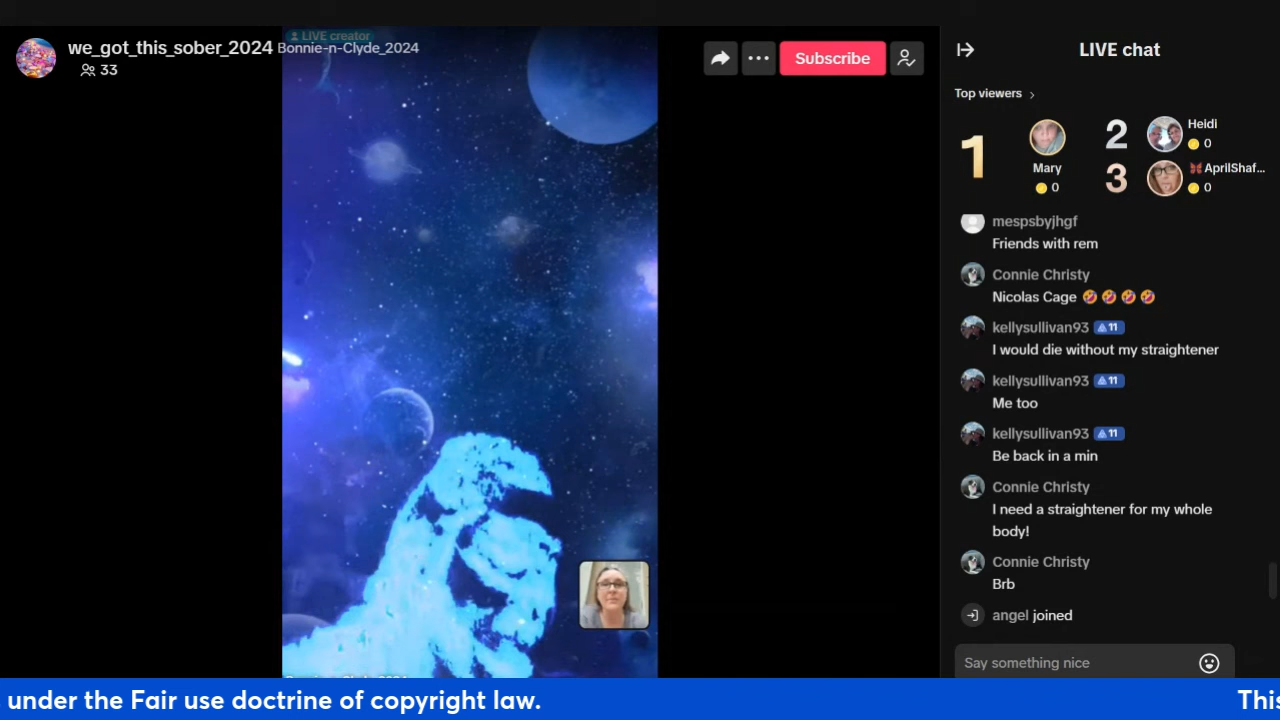 LIVE creator
we_got_this_sober_2024
Bonnie-n-Clyde_2024
33
Subscribe
LIVE chat
Top viewers
1
Mary
0
2
Heidi
0
3
AprilShaf...
0
mespsbyjhgf
Friends with rem
Connie Christy
Nicolas Cage 🤣 🤣 🤣 🤣
kellysullivan93 11
I would die without my straightener
kellysullivan93 11
Me too
kellysullivan93 11
Be back in a min
Connie Christy
I need a straightener for my whole
body!
Connie Christy
Brb
angel joined
Say something nice
under the Fair use doctrine of copyright law.
This